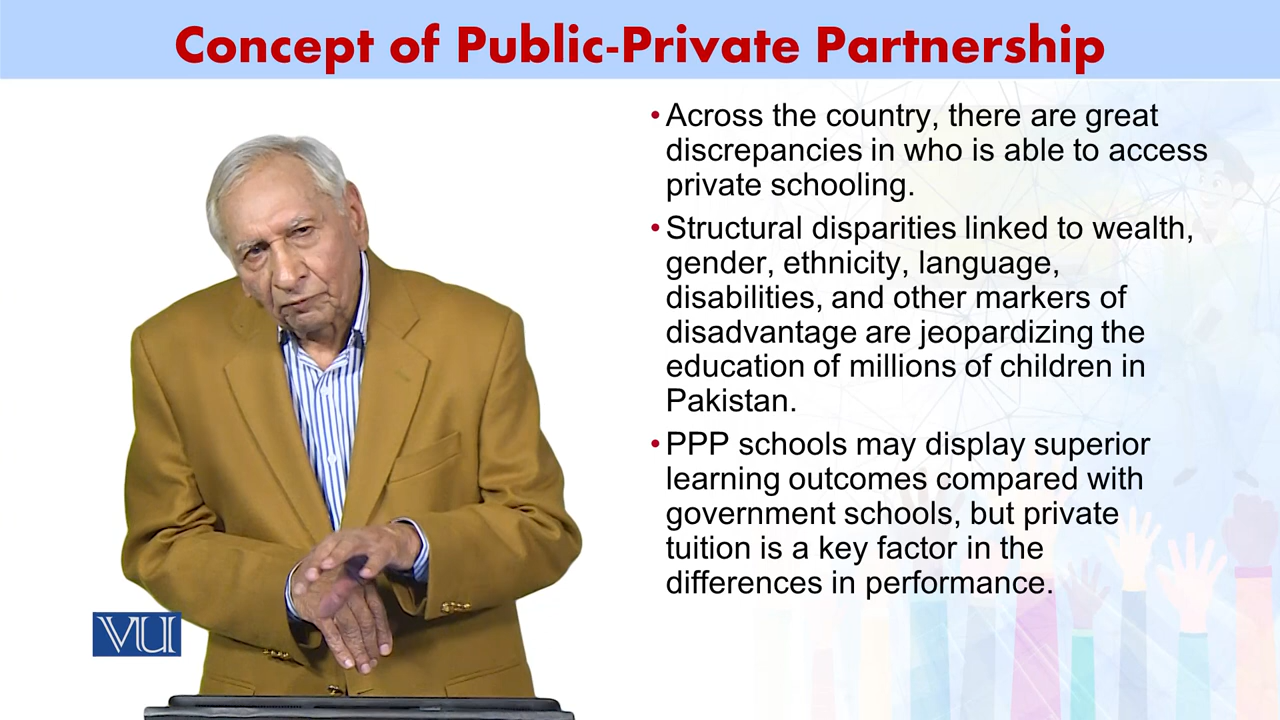 Concept of Public-Private Partnership
•Across the country, there are great
discrepancies in who is able to access
private schooling.
•Structural disparities linked to wealth,
gender, ethnicity, language,
disabilities, and other markers of
disadvantage are jeopardizing the
education of millions of children in
Pakistan.
•PPP schools may display superior
learning outcomes compared with
government schools, but private
tuition is a key factor in the
differences in performance.
VU